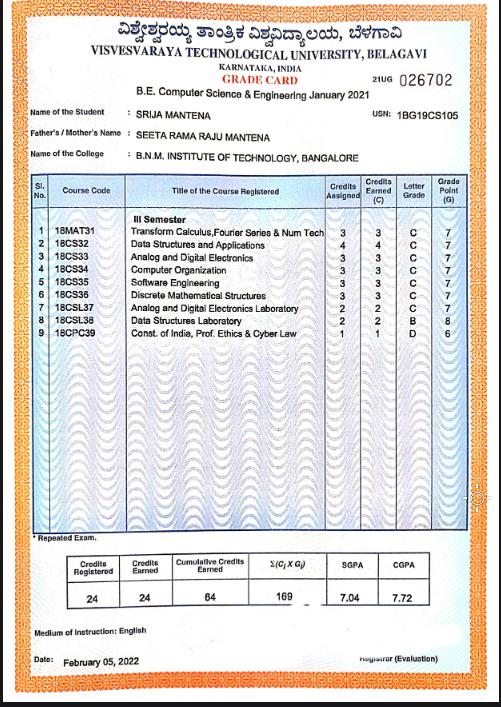 ವಿಶ್ವೇಶ್ವರಯ್ಯ ತಾಂತ್ರಿಕ ವಿಶ್ವವಿದ್ಯಾಲಯ, ಬೆಳಗಾವಿ
VISVESVARAYA TECHNOLOGICAL UNIVERSITY, BELAGAVI
KARNATAKA, INDIA
GRADE CARD 21UG 026702
B.E. Computer Science & Engineering January 2021
Name of the Student : SRIJA MANTENA USN: 1BG19CS105
Father's / Mother's Name : SEETA RAMA RAJU MANTENA
Name of the College : B.N.M. INSTITUTE OF TECHNOLOGY, BANGALORE
Sl. No. Course Code Title of the Course Registered Credits Assigned Credits Earned (C) Letter Grade Grade Point (G)
III Semester
1 18MAT31 Transform Calculus,Fourier Series & Num Tech 3 3 C 7
2 18CS32 Data Structures and Applications 4 4 C 7
3 18CS33 Analog and Digital Electronics 3 3 C 7
4 18CS34 Computer Organization 3 3 C 7
5 18CS35 Software Engineering 3 3 C 7
6 18CS36 Discrete Mathematical Structures 3 3 C 7
7 18CSL37 Analog and Digital Electronics Laboratory 2 2 C 7
8 18CSL38 Data Structures Laboratory 2 2 B 8
9 18CPC39 Const. of India, Prof. Ethics & Cyber Law 1 1 D 6
* Repeated Exam.
Credits Registered Credits Earned Cumulative Credits Earned Σ(Cj X Gj) SGPA CGPA
24 24 64 169 7.04 7.72
Medium of Instruction: English
Date: February 05, 2022 Registrar (Evaluation)